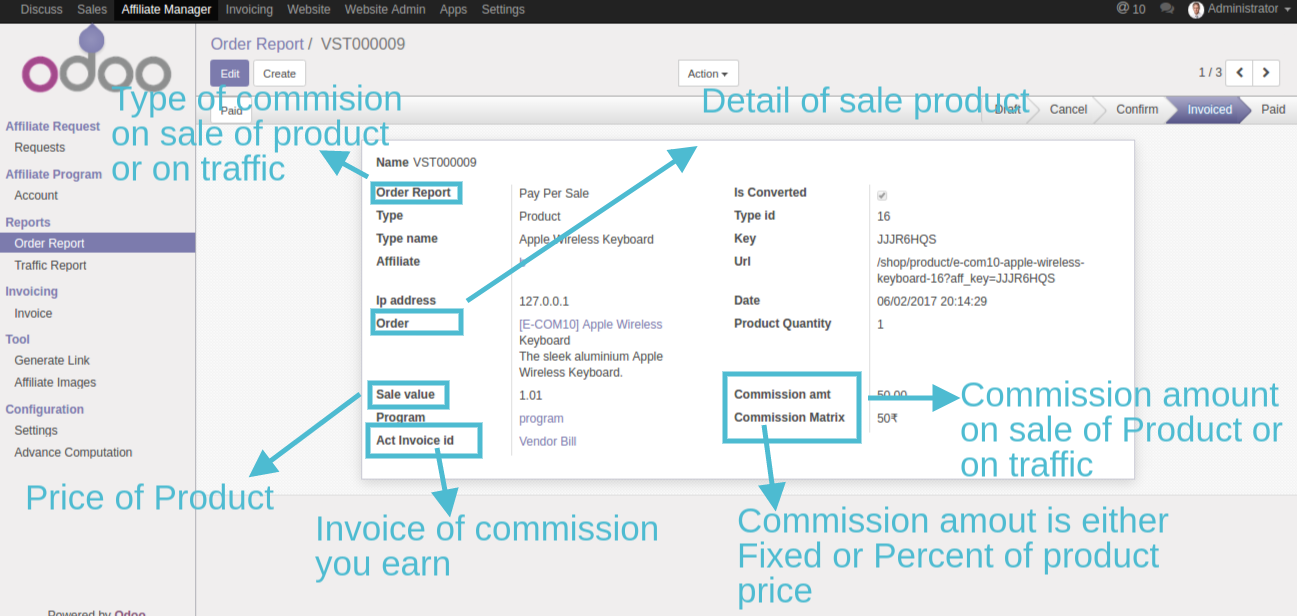 Discuss Sales Affiliate Manager Invoicing Website Website Admin Apps Settings @ 10 Administrator
odoo
Order Report / VST000009
Edit Create Action 1 / 3
Paid Draft Cancel Confirm Invoiced Paid
Type of commision
on sale of product
or on traffic
Detail of sale product
Affiliate Request
Requests
Affiliate Program
Account
Reports
Order Report
Traffic Report
Invoicing
Invoice
Tool
Generate Link
Affiliate Images
Configuration
Settings
Advance Computation
Name VST000009
Order Report Pay Per Sale Is Converted
Type Product Type id 16
Type name Apple Wireless Keyboard Key JJJR6HQS
Affiliate Url /shop/product/e-com10-apple-wireless-
keyboard-16?aff_key=JJJR6HQS
Ip address 127.0.0.1 Date 06/02/2017 20:14:29
Order [E-COM10] Apple Wireless Product Quantity 1
Keyboard
The sleek aluminium Apple
Wireless Keyboard.
Sale value 1.01 Commission amt 50.00
Program program Commission Matrix 50₹
Act Invoice id Vendor Bill
Commission amount
on sale of Product or
on traffic
Price of Product
Invoice of commission
you earn
Commission amout is either
Fixed or Percent of product
price
Powered by Odoo